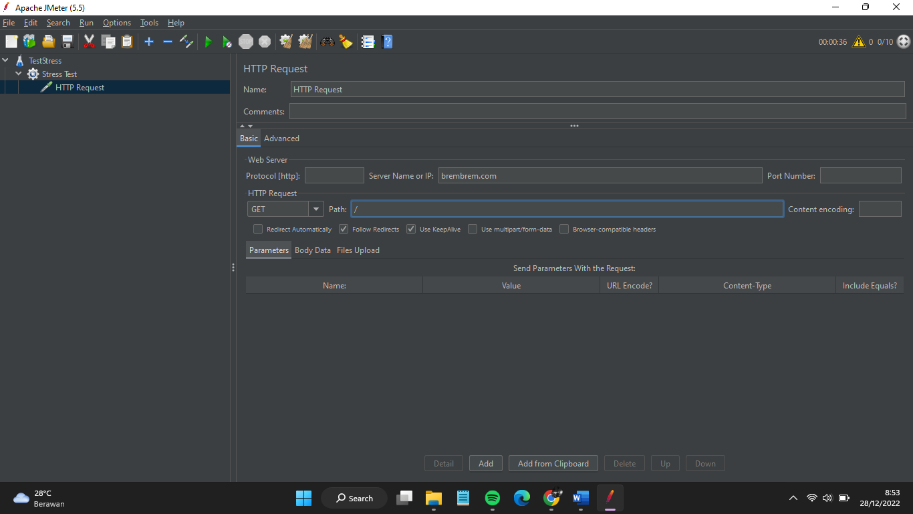 Apache JMeter (5.5)
File Edit Search Run Options Tools Help
00:00:36 0 0/10
TestStress
Stress Test
HTTP Request
HTTP Request
Name: HTTP Request
Comments:
Basic Advanced
Web Server
Protocol [http]: Server Name or IP: brembrem.com Port Number:
HTTP Request
GET Path: / Content encoding:
Redirect Automatically Follow Redirects Use KeepAlive Use multipart/form-data Browser-compatible headers
Parameters Body Data Files Upload
Send Parameters With the Request:
Name: Value URL Encode? Content-Type Include Equals?
Detail Add Add from Clipboard Delete Up Down
28°C
Berawan
Search
8:53
28/12/2022